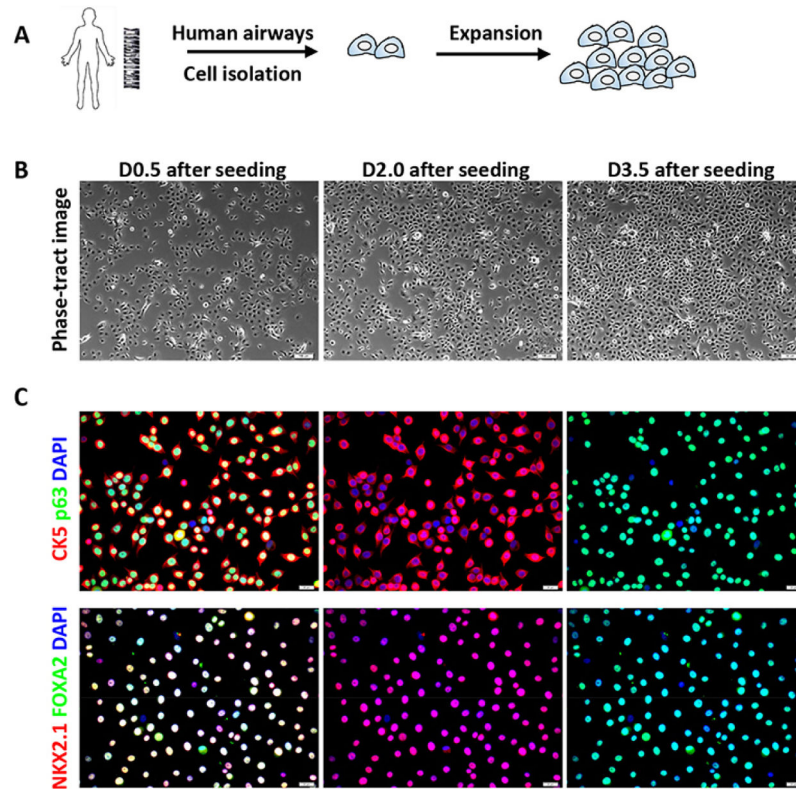 A
Human airways
Cell isolation
Expansion
B
D0.5 after seeding
D2.0 after seeding
D3.5 after seeding
Phase-tract image
C
CK5 p63 DAPI
NKX2.1 FOXA2 DAPI